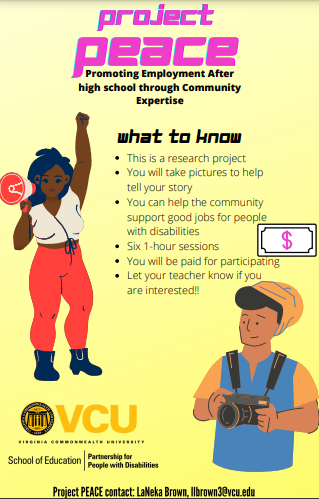 project
peace
Promoting Employment After
high school through Community
Expertise
what to know
This is a research project
You will take pictures to help
tell your story
You can help the community
support good jobs for people
with disabilities
$
Six 1-hour sessions
You will be paid for participating
Let your teacher know if you
are interested!!
VCU
VIRGINIA COMMONWEALTH UNIVERSITY
School of Education
Partnership for
People with Disabilities
Project PEACE contact: LaNeka Brown, llbrown3@vcu.edu